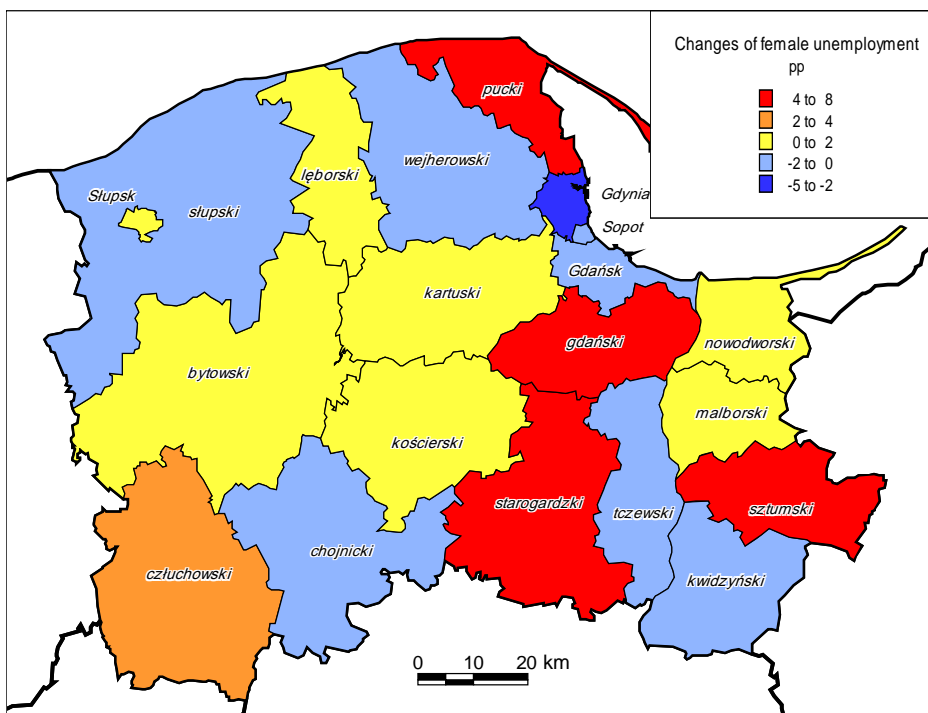 Changes of female unemployment
pp
4 to 8
2 to 4
0 to 2
-2 to 0
-5 to -2
pucki
wejherowski
lęborski
Słupsk
słupski
Gdynia
Sopot
Gdańsk
kartuski
gdański
nowodworski
bytowski
malborski
kościerski
starogardzki
tczewski
sztumski
chojnicki
człuchowski
kwidzyński
0 10 20 km